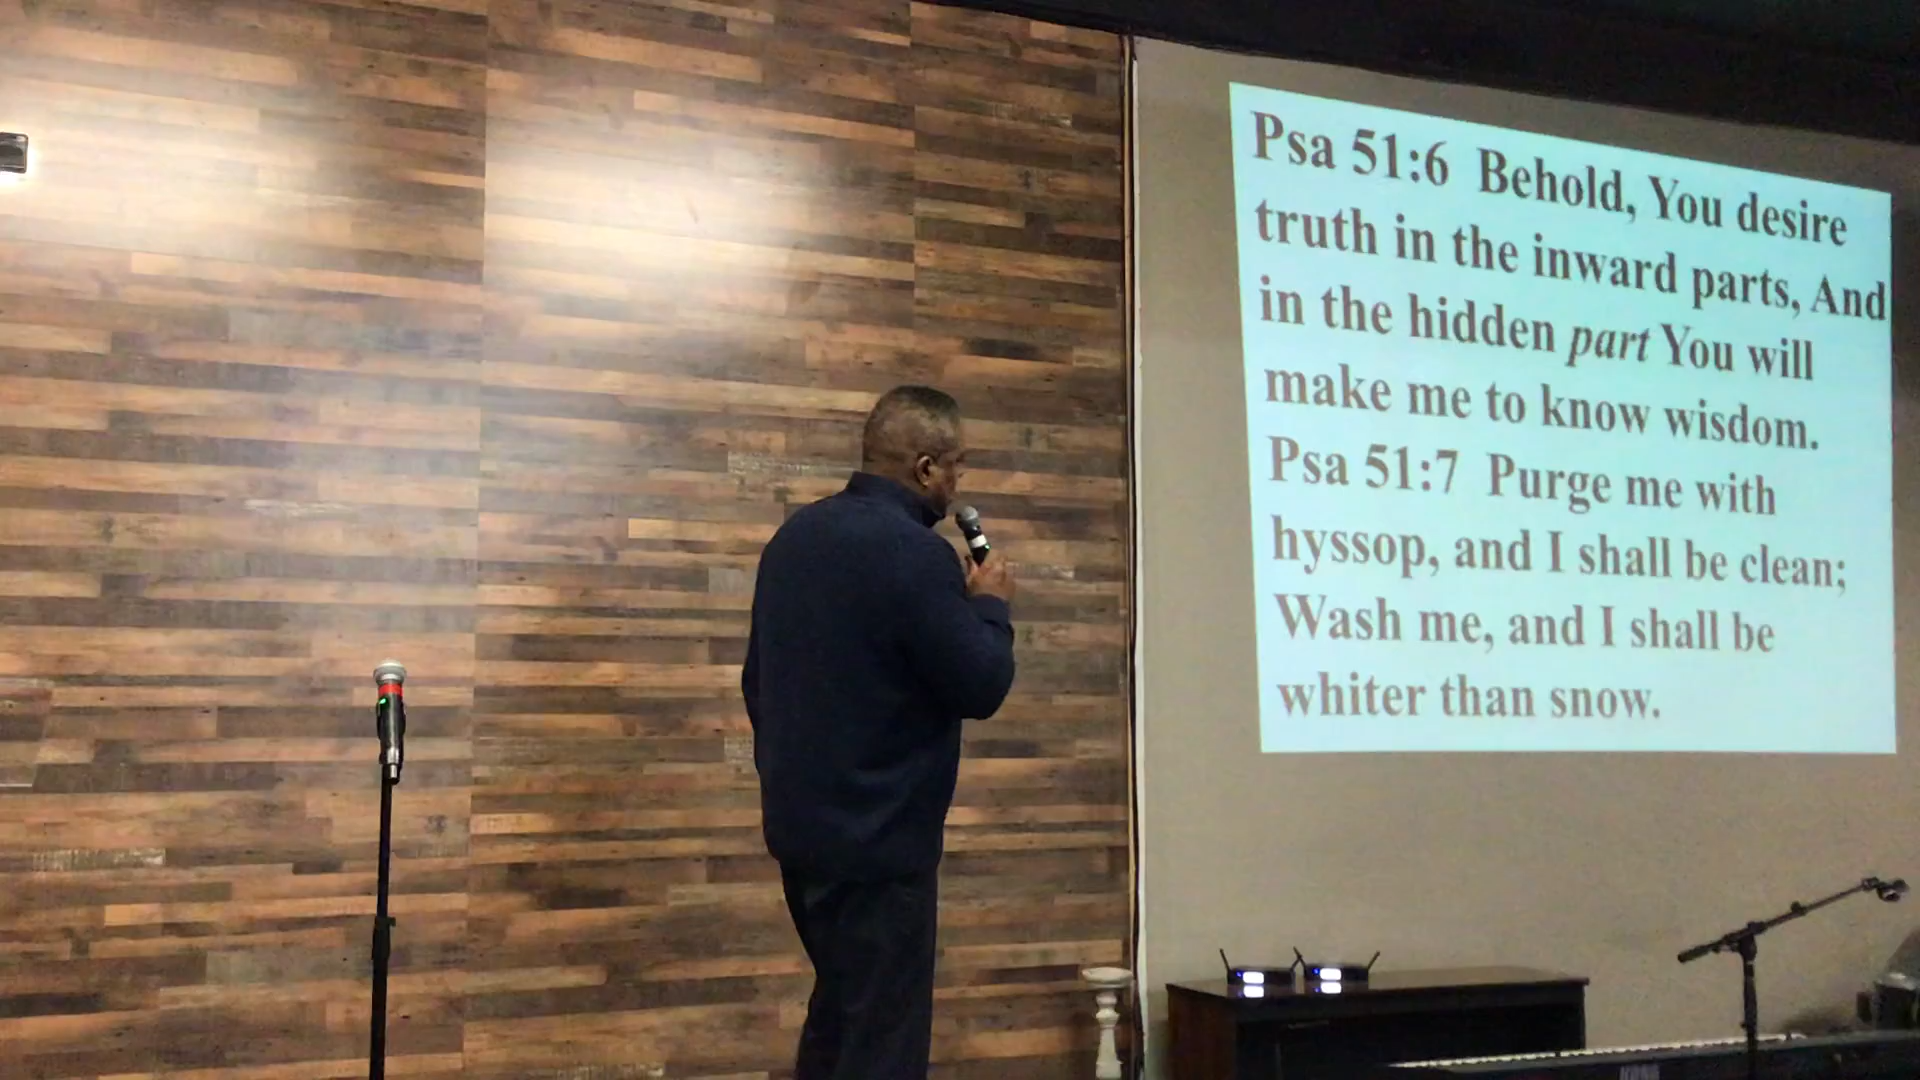 Psa 51:6  Behold, You desire
truth in the inward parts, And
in the hidden part You will
make me to know wisdom.
Psa 51:7  Purge me with
hyssop, and I shall be clean;
Wash me, and I shall be
whiter than snow.
KORG